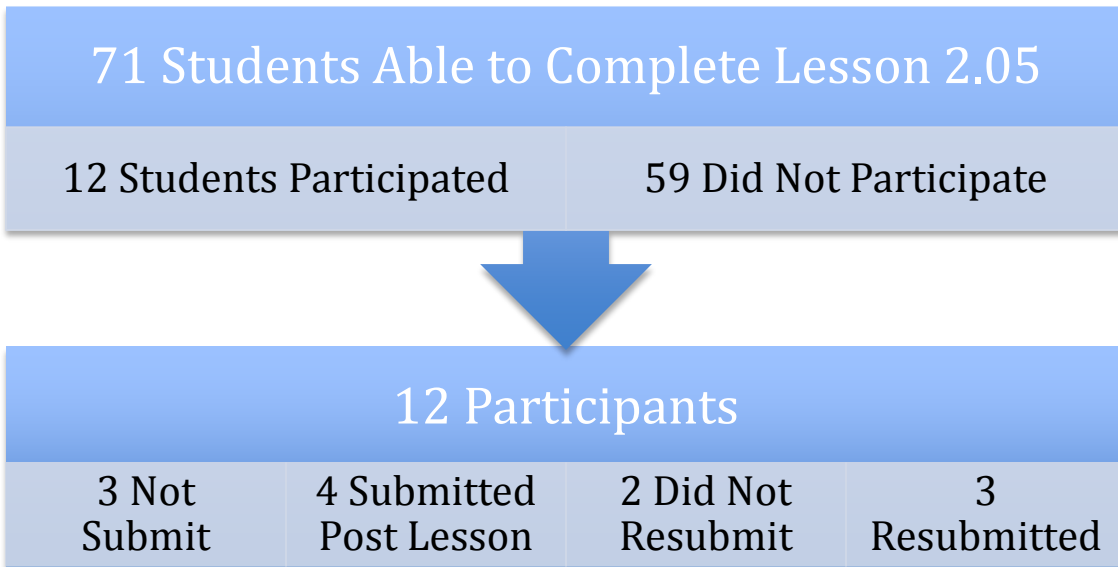 71 Students Able to Complete Lesson 2.05
12 Students Participated
59 Did Not Participate
12 Participants
3 Not
Submit
4 Submitted
Post Lesson
2 Did Not
Resubmit
3
Resubmitted